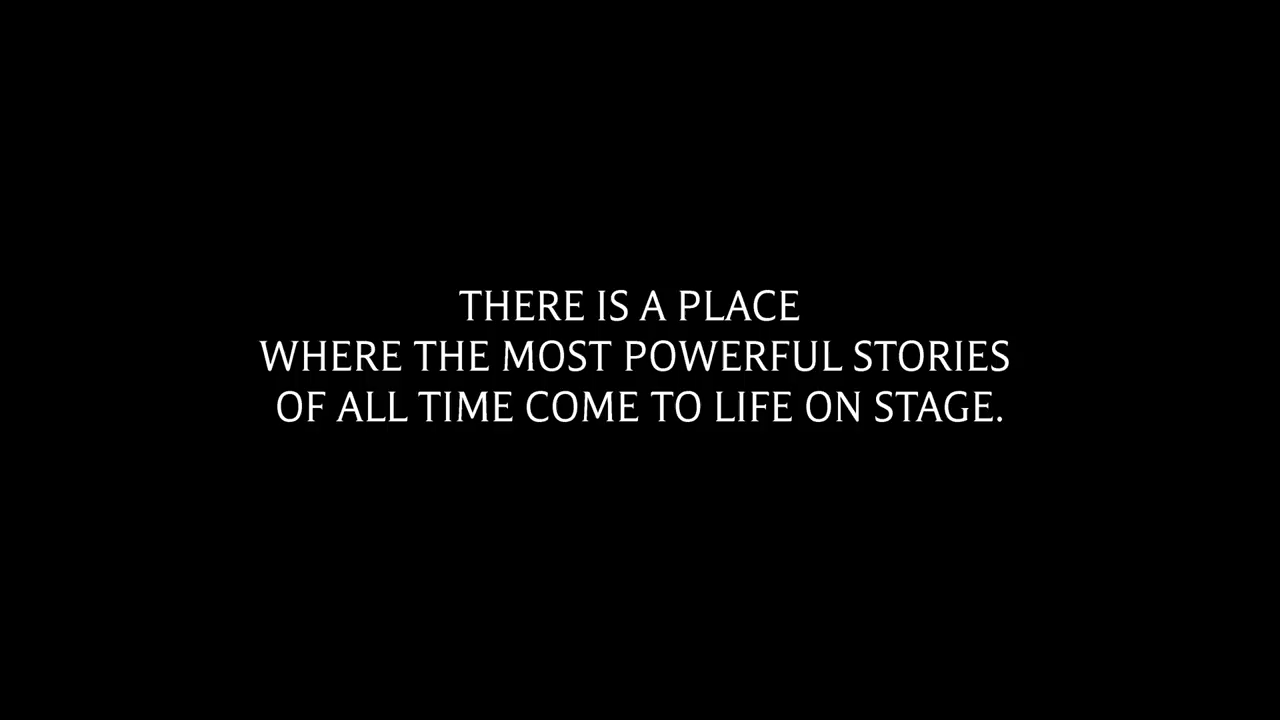 THERE IS A PLACE
WHERE THE MOST POWERFUL STORIES
OF ALL TIME COME TO LIFE ON STAGE.